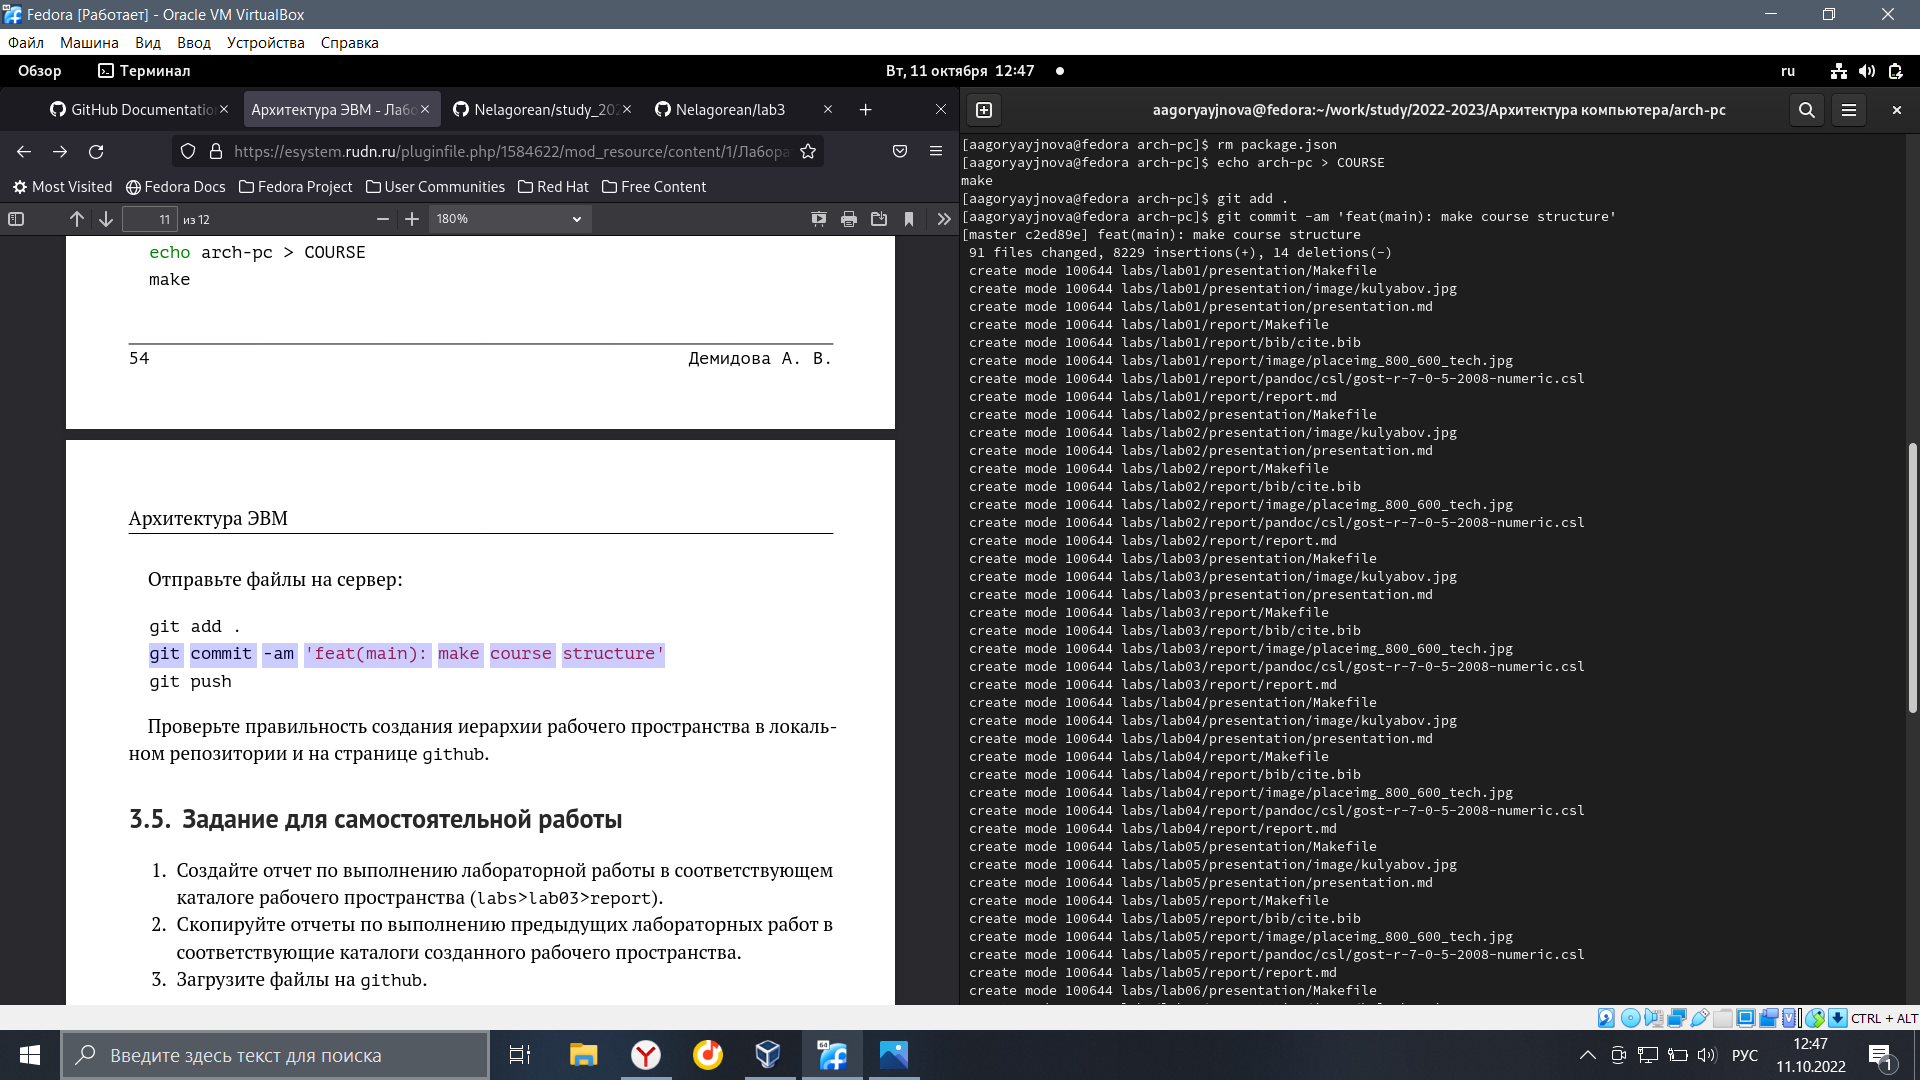 Fedora [Работает] - Oracle VM VirtualBox
Файл Машина Вид Ввод Устройства Справка
Обзор Терминал Вт, 11 октября 12:47 ru
GitHub Documentatio Архитектура ЭВМ - Лабо Nelagorean/study_202 Nelagorean/lab3
https://esystem.rudn.ru/pluginfile.php/1584622/mod_resource/content/1/Лабора
Most Visited Fedora Docs Fedora Project User Communities Red Hat Free Content
11 из 12 180%
echo arch-pc > COURSE
make
54 Демидова А. В.
Архитектура ЭВМ
Отправьте файлы на сервер:
git add .
git commit -am 'feat(main): make course structure'
git push
Проверьте правильность создания иерархии рабочего пространства в локаль-
ном репозитории и на странице github.
3.5. Задание для самостоятельной работы
1. Создайте отчет по выполнению лабораторной работы в соответствующем
каталоге рабочего пространства (labs>lab03>report).
2. Скопируйте отчеты по выполнению предыдущих лабораторных работ в
соответствующие каталоги созданного рабочего пространства.
3. Загрузите файлы на github.
aagoryayjnova@fedora:~/work/study/2022-2023/Архитектура компьютера/arch-pc
[aagoryayjnova@fedora arch-pc]$ rm package.json
[aagoryayjnova@fedora arch-pc]$ echo arch-pc > COURSE
make
[aagoryayjnova@fedora arch-pc]$ git add .
[aagoryayjnova@fedora arch-pc]$ git commit -am 'feat(main): make course structure'
[master c2ed89e] feat(main): make course structure
91 files changed, 8229 insertions(+), 14 deletions(-)
create mode 100644 labs/lab01/presentation/Makefile
create mode 100644 labs/lab01/presentation/image/kulyabov.jpg
create mode 100644 labs/lab01/presentation/presentation.md
create mode 100644 labs/lab01/report/Makefile
create mode 100644 labs/lab01/report/bib/cite.bib
create mode 100644 labs/lab01/report/image/placeimg_800_600_tech.jpg
create mode 100644 labs/lab01/report/pandoc/csl/gost-r-7-0-5-2008-numeric.csl
create mode 100644 labs/lab01/report/report.md
create mode 100644 labs/lab02/presentation/Makefile
create mode 100644 labs/lab02/presentation/image/kulyabov.jpg
create mode 100644 labs/lab02/presentation/presentation.md
create mode 100644 labs/lab02/report/Makefile
create mode 100644 labs/lab02/report/bib/cite.bib
create mode 100644 labs/lab02/report/image/placeimg_800_600_tech.jpg
create mode 100644 labs/lab02/report/pandoc/csl/gost-r-7-0-5-2008-numeric.csl
create mode 100644 labs/lab02/report/report.md
create mode 100644 labs/lab03/presentation/Makefile
create mode 100644 labs/lab03/presentation/image/kulyabov.jpg
create mode 100644 labs/lab03/presentation/presentation.md
create mode 100644 labs/lab03/report/Makefile
create mode 100644 labs/lab03/report/bib/cite.bib
create mode 100644 labs/lab03/report/image/placeimg_800_600_tech.jpg
create mode 100644 labs/lab03/report/pandoc/csl/gost-r-7-0-5-2008-numeric.csl
create mode 100644 labs/lab03/report/report.md
create mode 100644 labs/lab04/presentation/Makefile
create mode 100644 labs/lab04/presentation/image/kulyabov.jpg
create mode 100644 labs/lab04/presentation/presentation.md
create mode 100644 labs/lab04/report/Makefile
create mode 100644 labs/lab04/report/bib/cite.bib
create mode 100644 labs/lab04/report/image/placeimg_800_600_tech.jpg
create mode 100644 labs/lab04/report/pandoc/csl/gost-r-7-0-5-2008-numeric.csl
create mode 100644 labs/lab04/report/report.md
create mode 100644 labs/lab05/presentation/Makefile
create mode 100644 labs/lab05/presentation/image/kulyabov.jpg
create mode 100644 labs/lab05/presentation/presentation.md
create mode 100644 labs/lab05/report/Makefile
create mode 100644 labs/lab05/report/bib/cite.bib
create mode 100644 labs/lab05/report/image/placeimg_800_600_tech.jpg
create mode 100644 labs/lab05/report/pandoc/csl/gost-r-7-0-5-2008-numeric.csl
create mode 100644 labs/lab05/report/report.md
create mode 100644 labs/lab06/presentation/Makefile
CTRL + ALT
Введите здесь текст для поиска
64
РУС
12:47
11.10.2022
1